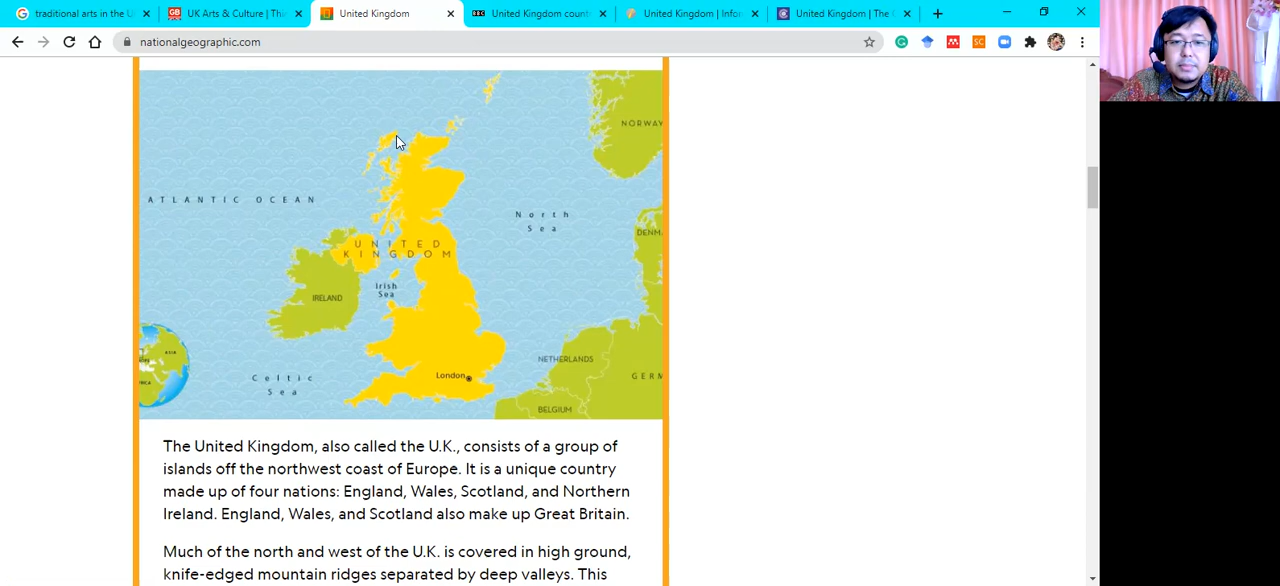 traditional arts in the U
UK Arts & Culture | Thi
United Kingdom
United Kingdom coun
United Kingdom | Info
United Kingdom | The
nationalgeographic.com
NORWAY
ATLANTIC OCEAN
North
Sea
DENM
UNITED
KINGDOM
Irish
Sea
IRELAND
ASIA
NETHERLANDS
London
GERM
Celtic
Sea
BELGIUM
The United Kingdom, also called the U.K., consists of a group of
islands off the northwest coast of Europe. It is a unique country
made up of four nations: England, Wales, Scotland, and Northern
Ireland. England, Wales, and Scotland also make up Great Britain.
Much of the north and west of the U.K. is covered in high ground,
knife-edged mountain ridges separated by deep valleys. This